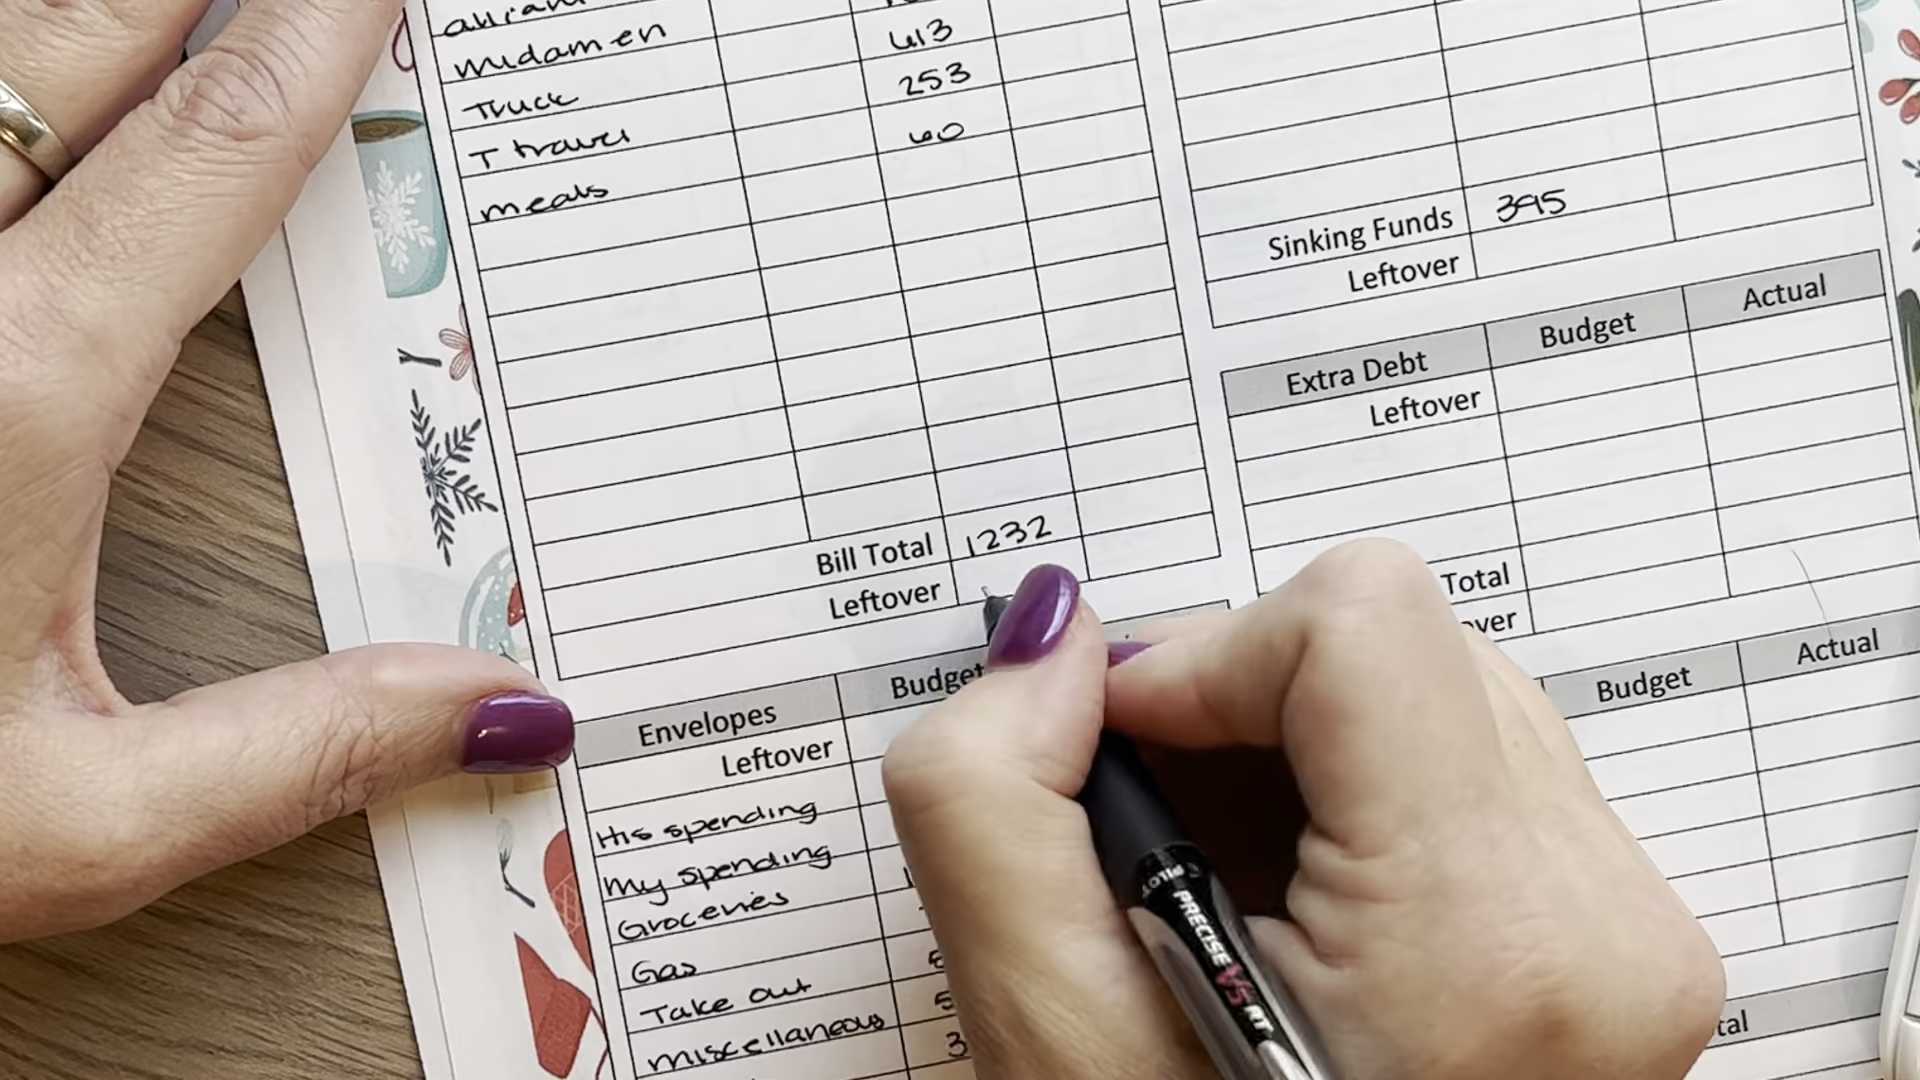 midamen 613
Truck 253
T travel 60
meals
Bill Total 1232
Leftover
Envelopes Budget
Leftover
His spending
My spending
Groceries
Gas
Take out
miscellaneous
Sinking Funds 395
Leftover
Extra Debt Budget Actual
Leftover
Total
Budget Actual
PILOT
PRECISE V5 RT